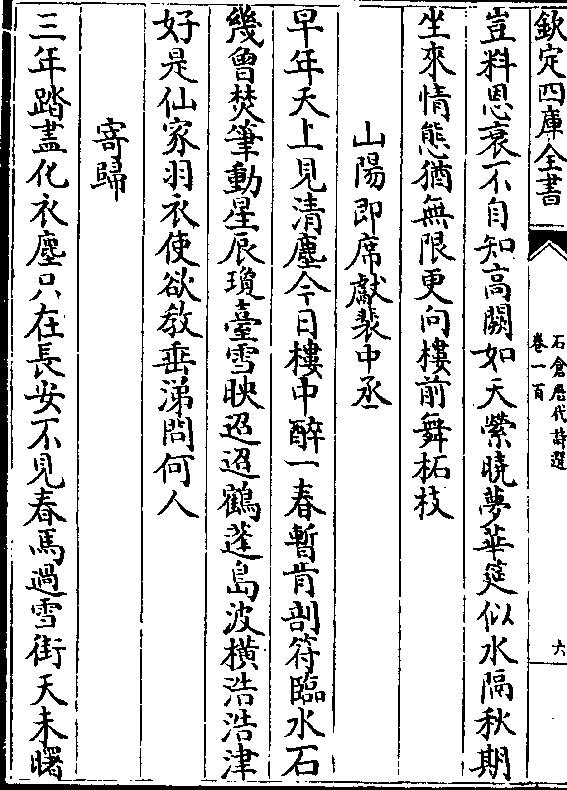 欽定四庫全書
石倉歴代詩選
卷一百
六
豈料恩衰不自知高闕如天縈曉夢華筵似水隔秋期
坐來情態猶無限更向樓前舞柘枝
山陽即席獻裴中丞
早年天上見清塵今日樓中醉一春暫肯剖符臨水石
幾曾焚筆動星辰瓊臺雪映迢迢鶴蓬島波橫浩浩津
好是仙家羽衣使欲教垂涕問何人
寄歸
三年踏盡化衣塵只在長安不見春馬過雪街天未曙